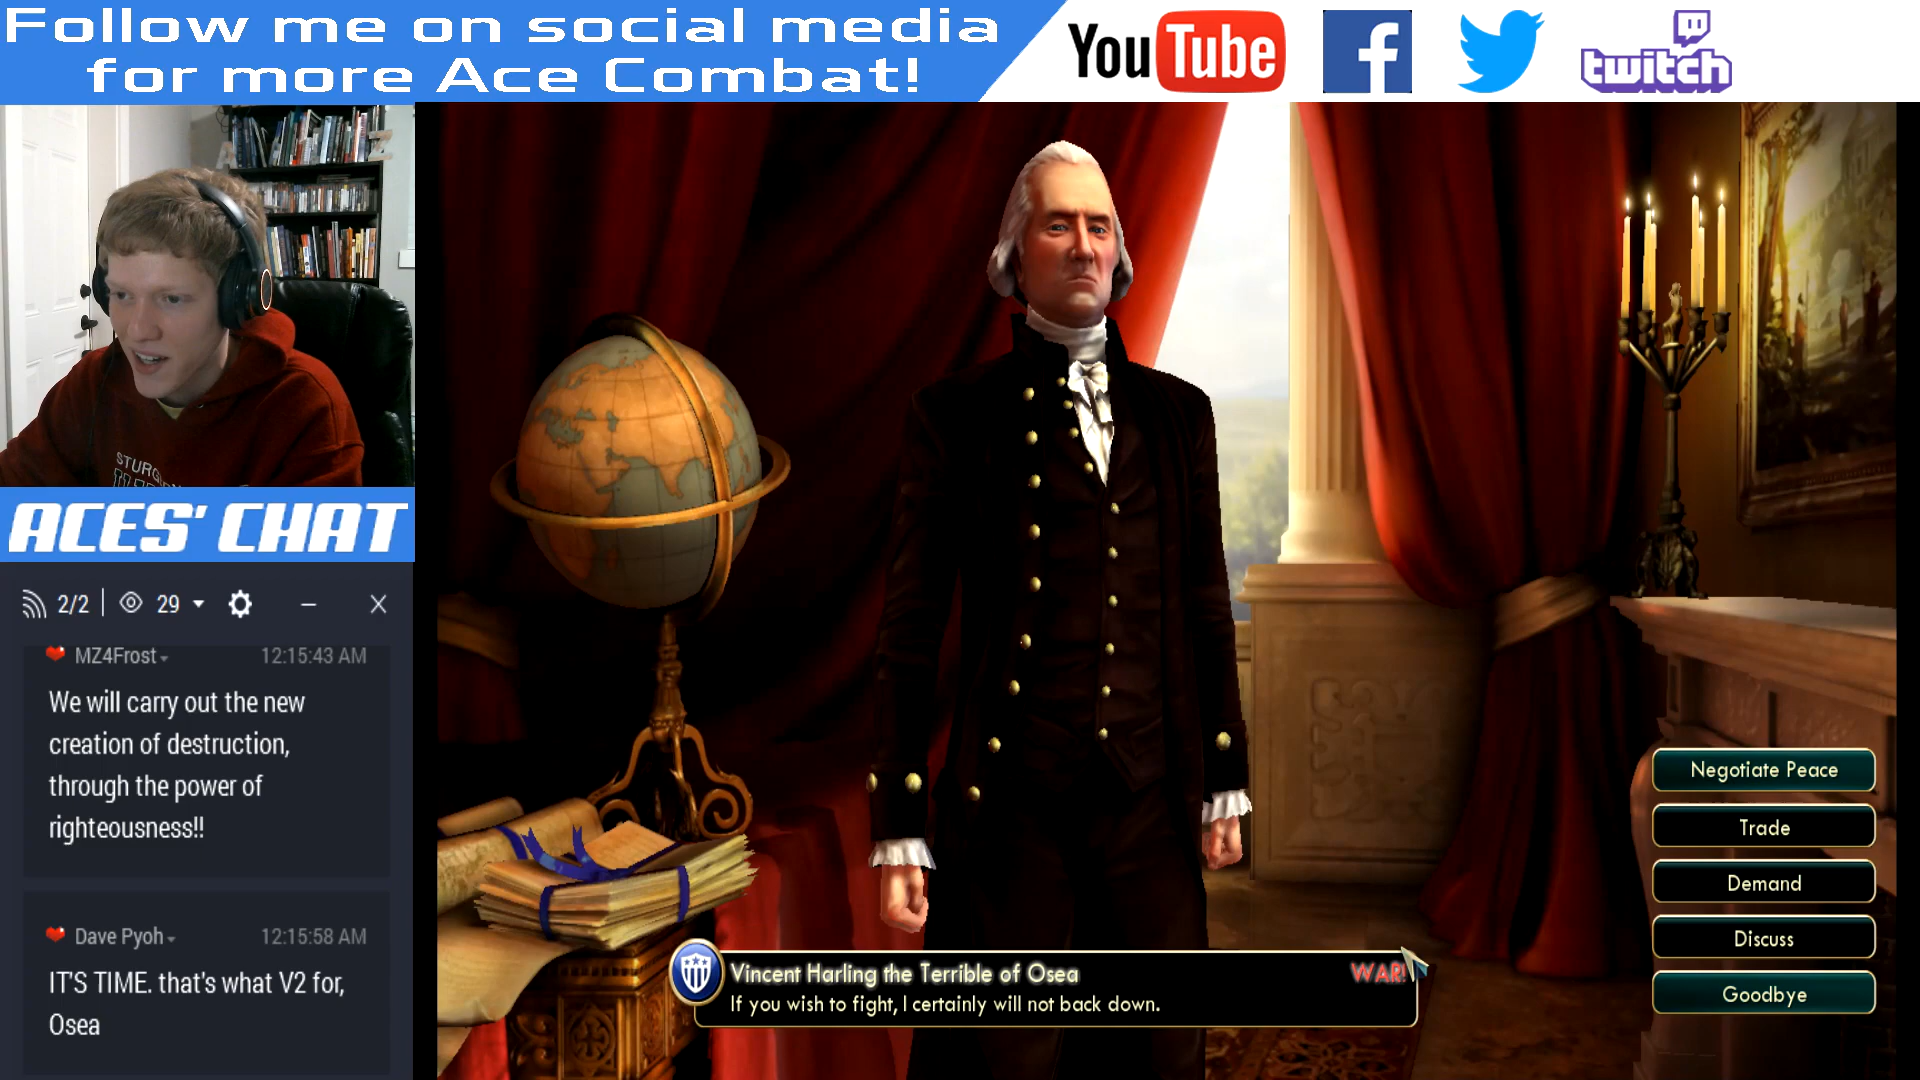 Follow me on social media
for more Ace Combat!
YouTube
f
twitch
ACES' CHAT
2/2
29
MZ4Frost
12:15:43 AM
We will carry out the new
creation of destruction,
through the power of
righteousness!!
Dave Pyoh
12:15:58 AM
IT'S TIME. that's what V2 for,
Osea
Vincent Harling the Terrible of Osea
WAR!
If you wish to fight, I certainly will not back down.
Negotiate Peace
Trade
Demand
Discuss
Goodbye